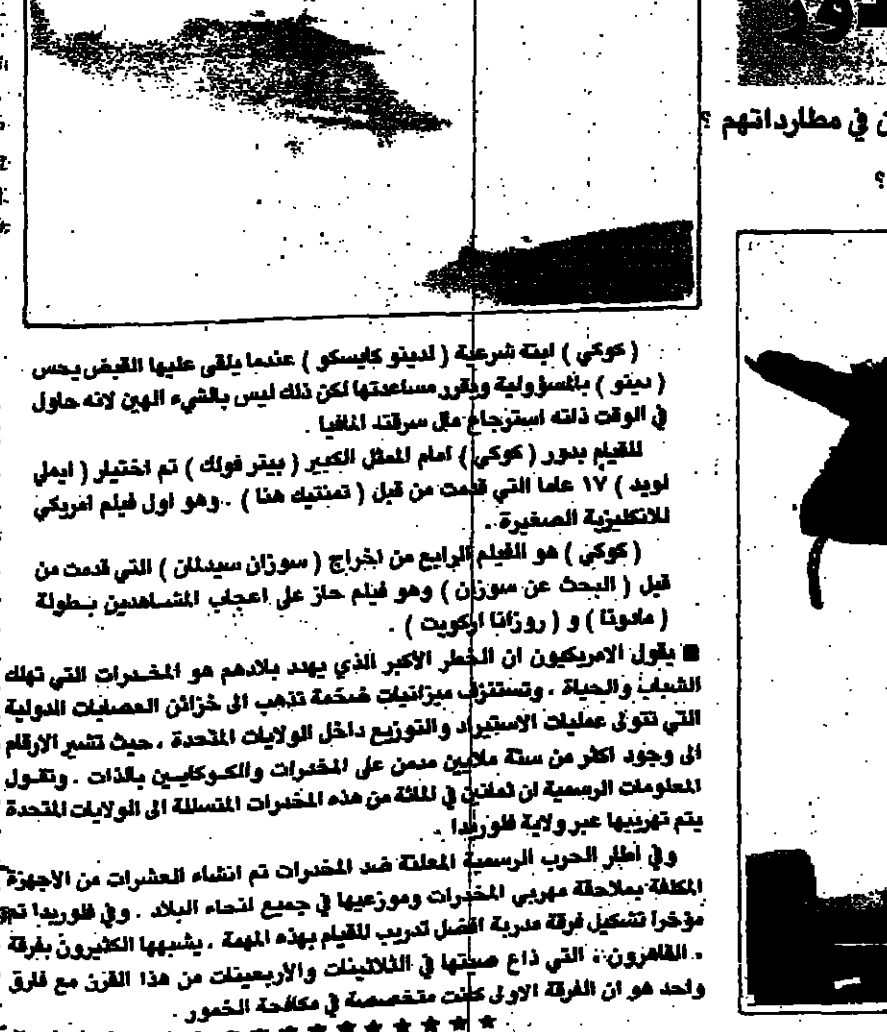 ن في مطارداتهم ؟
؟
( كوكي ) ابنة شرعية ( لدينو كابيسكو ) عندما يلقى عليها القبض يحس
( دينو ) بالمسؤولية ويقرر مساعدتها لكن ذلك ليس بالشيء الهين لانه حاول
في الوقت ذاته استرجاع مال سرقته المافيا .
للقيام بدور ( كوكي ) امام الممثل الكبير ( بيتر فولك ) تم اختيار ( ايملي
لويد ) ١٧ عاما التي قدمت من قبل ( تمنتيك هنا ) .. وهو اول فيلم امريكي
للانكليزية الصغيرة .
( كوكي ) هو الفيلم الرابع من اخراج ( سوزان سيدلمان ) التي قدمت من
قبل ( البحث عن سوزان ) وهو فيلم حاز على اعجاب المشاهدين بطولة
( مادونا ) و ( روزانا اركويت ) .
■ يقول الامريكيون ان الخطر الأكبر الذي يهدد بلادهم هو المخدرات التي تهلك
الشباب والحياة . وتستنزف ميزانيات ضخمة تذهب الى خزائن العصابات الدولية
التي تتولى عمليات الاستيراد والتوزيع داخل الولايات المتحدة ، حيث تشير الارقام
الى وجود اكثر من ستة ملايين مدمن على المخدرات والكوكايين بالذات . وتقول
المعلومات الرسمية ان ثمانين في المائة من هذه المخدرات المتسللة الى الولايات المتحدة
يتم تهريبها عبر ولاية فلوريدا .
وفي اطار الحرب الرسمية المعلنة ضد المخدرات تم انشاء العشرات من الاجهزة
المكلفة بملاحقة مهربي المخدرات وموزعيها في جميع انحاء البلاد . وفي فلوريدا تم
مؤخرا تشكيل فرقة مدربة افضل تدريب للقيام بهذه المهمة ، يشبهها الكثيرون بفرقة
« القاهرون » التي ذاع صيتها في الثلاثينات والأربعينات من هذا القرن مع فارق
واحد هو ان الفرقة الاولى كانت متخصصة في مكافحة الخمور .